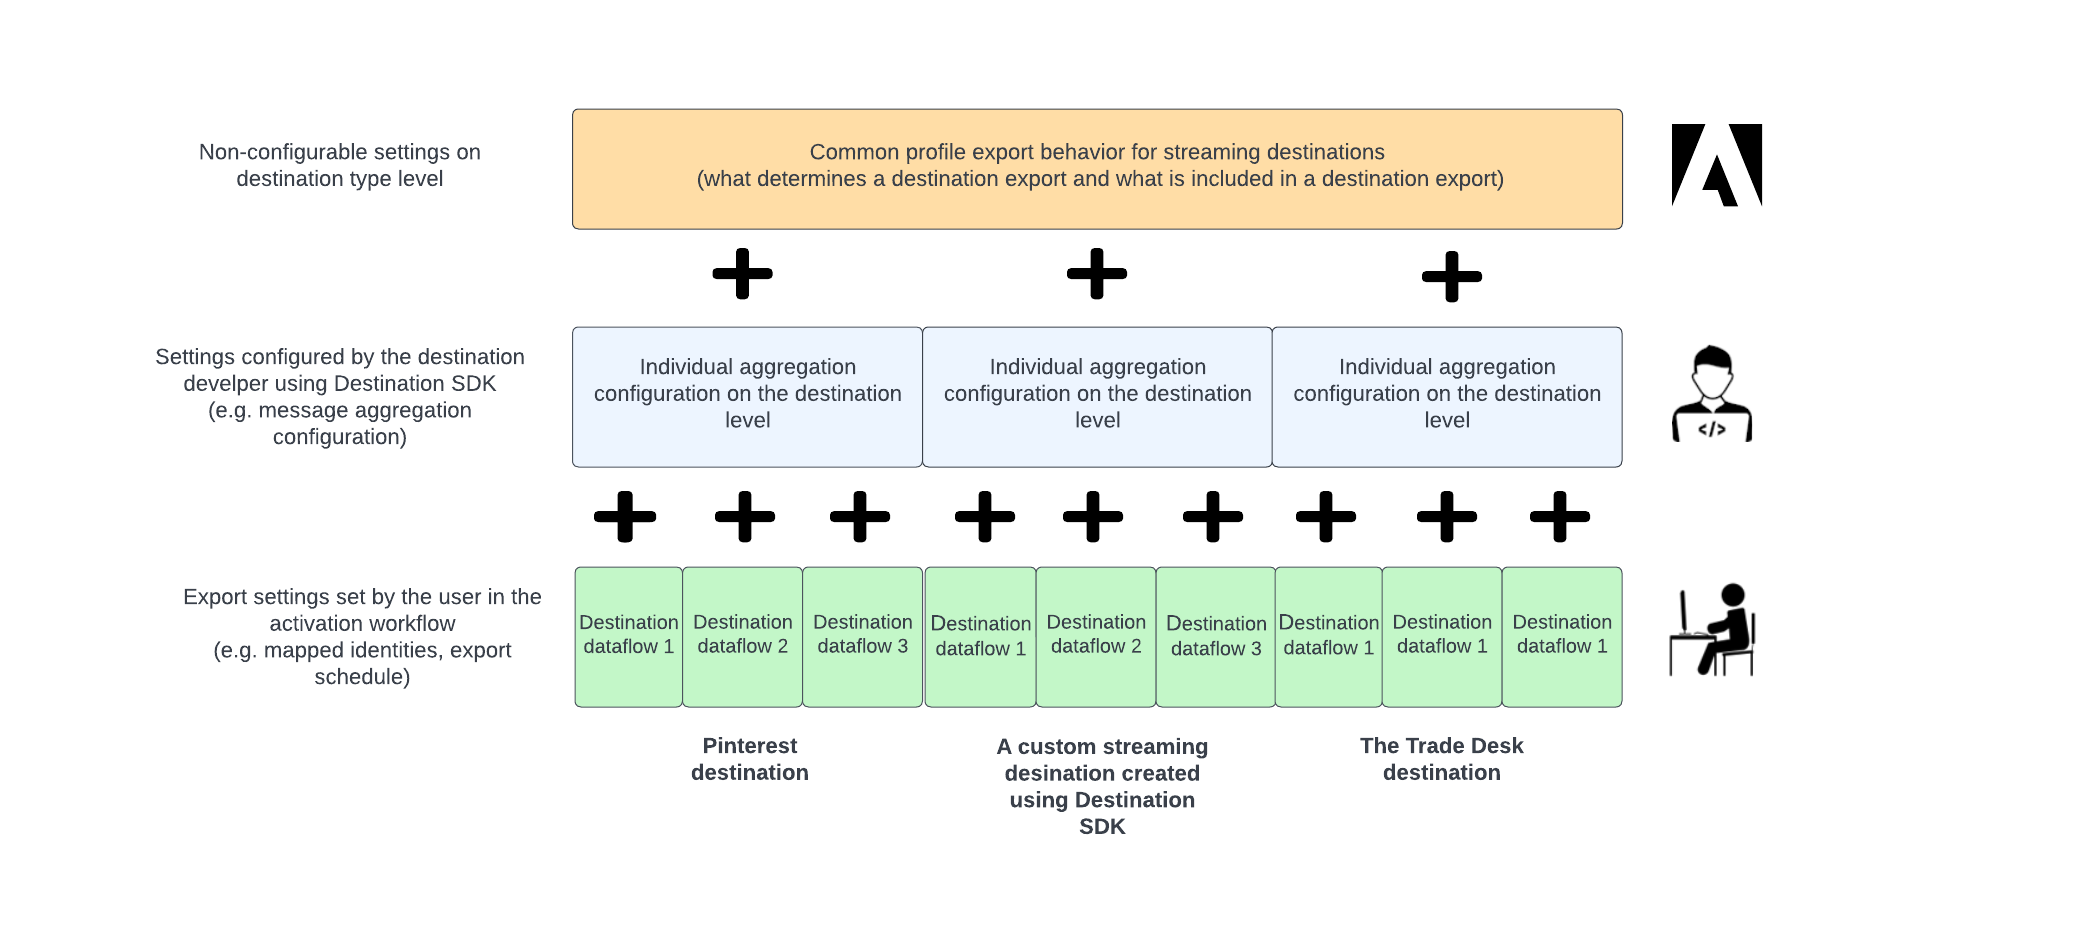 Non-configurable settings on
destination type level
Common profile export behavior for streaming destinations
(what determines a destination export and what is included in a destination export)
Settings configured by the destination
develper using Destination SDK
(e.g. message aggregation
configuration)
Individual aggregation
configuration on the destination
level
Individual aggregation
configuration on the destination
level
Individual aggregation
configuration on the destination
level
</>
Export settings set by the user in the
activation workflow
(e.g. mapped identities, export
schedule)
Destination
dataflow 1
Destination
dataflow 2
Destination
dataflow 3
Destination
dataflow 1
Destination
dataflow 2
Destination
dataflow 3
Destination
dataflow 1
Destination
dataflow 1
Destination
dataflow 1
Pinterest
destination
A custom streaming
desination created
using Destination
SDK
The Trade Desk
destination